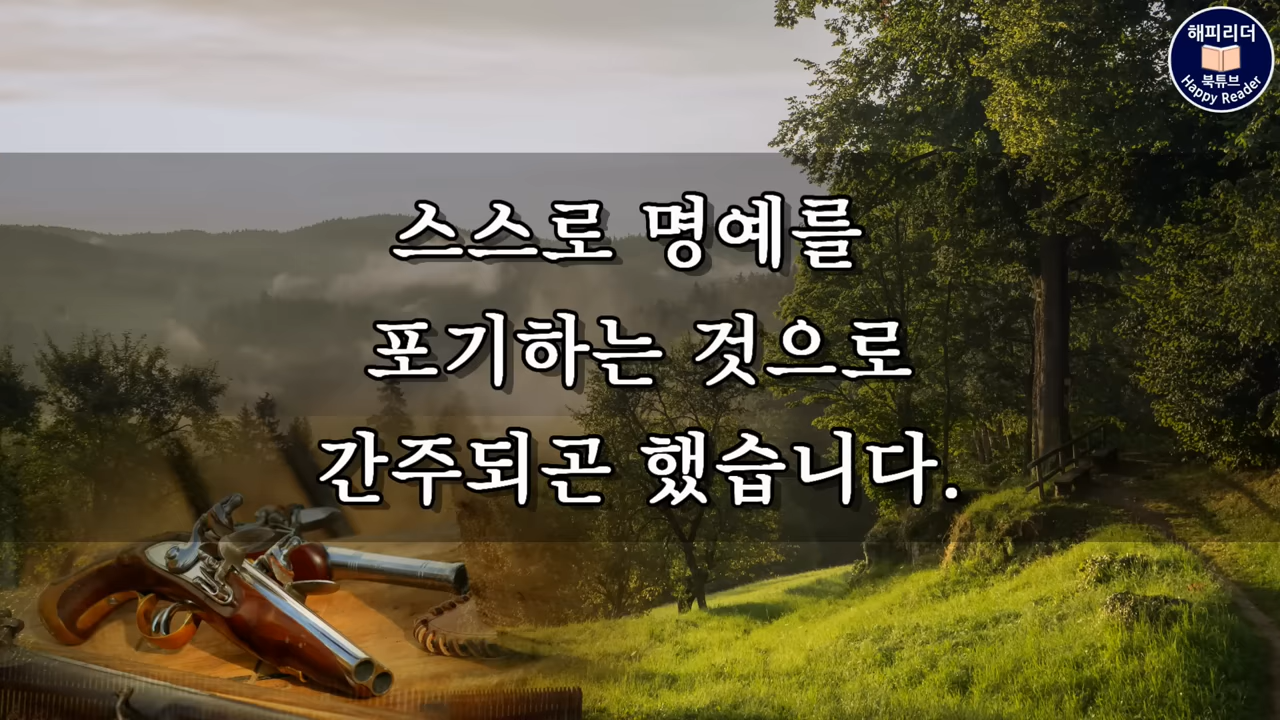 해피리더
북튜브
Happy Reader
스스로 명예를
포기하는 것으로
간주되곤 했습니다.